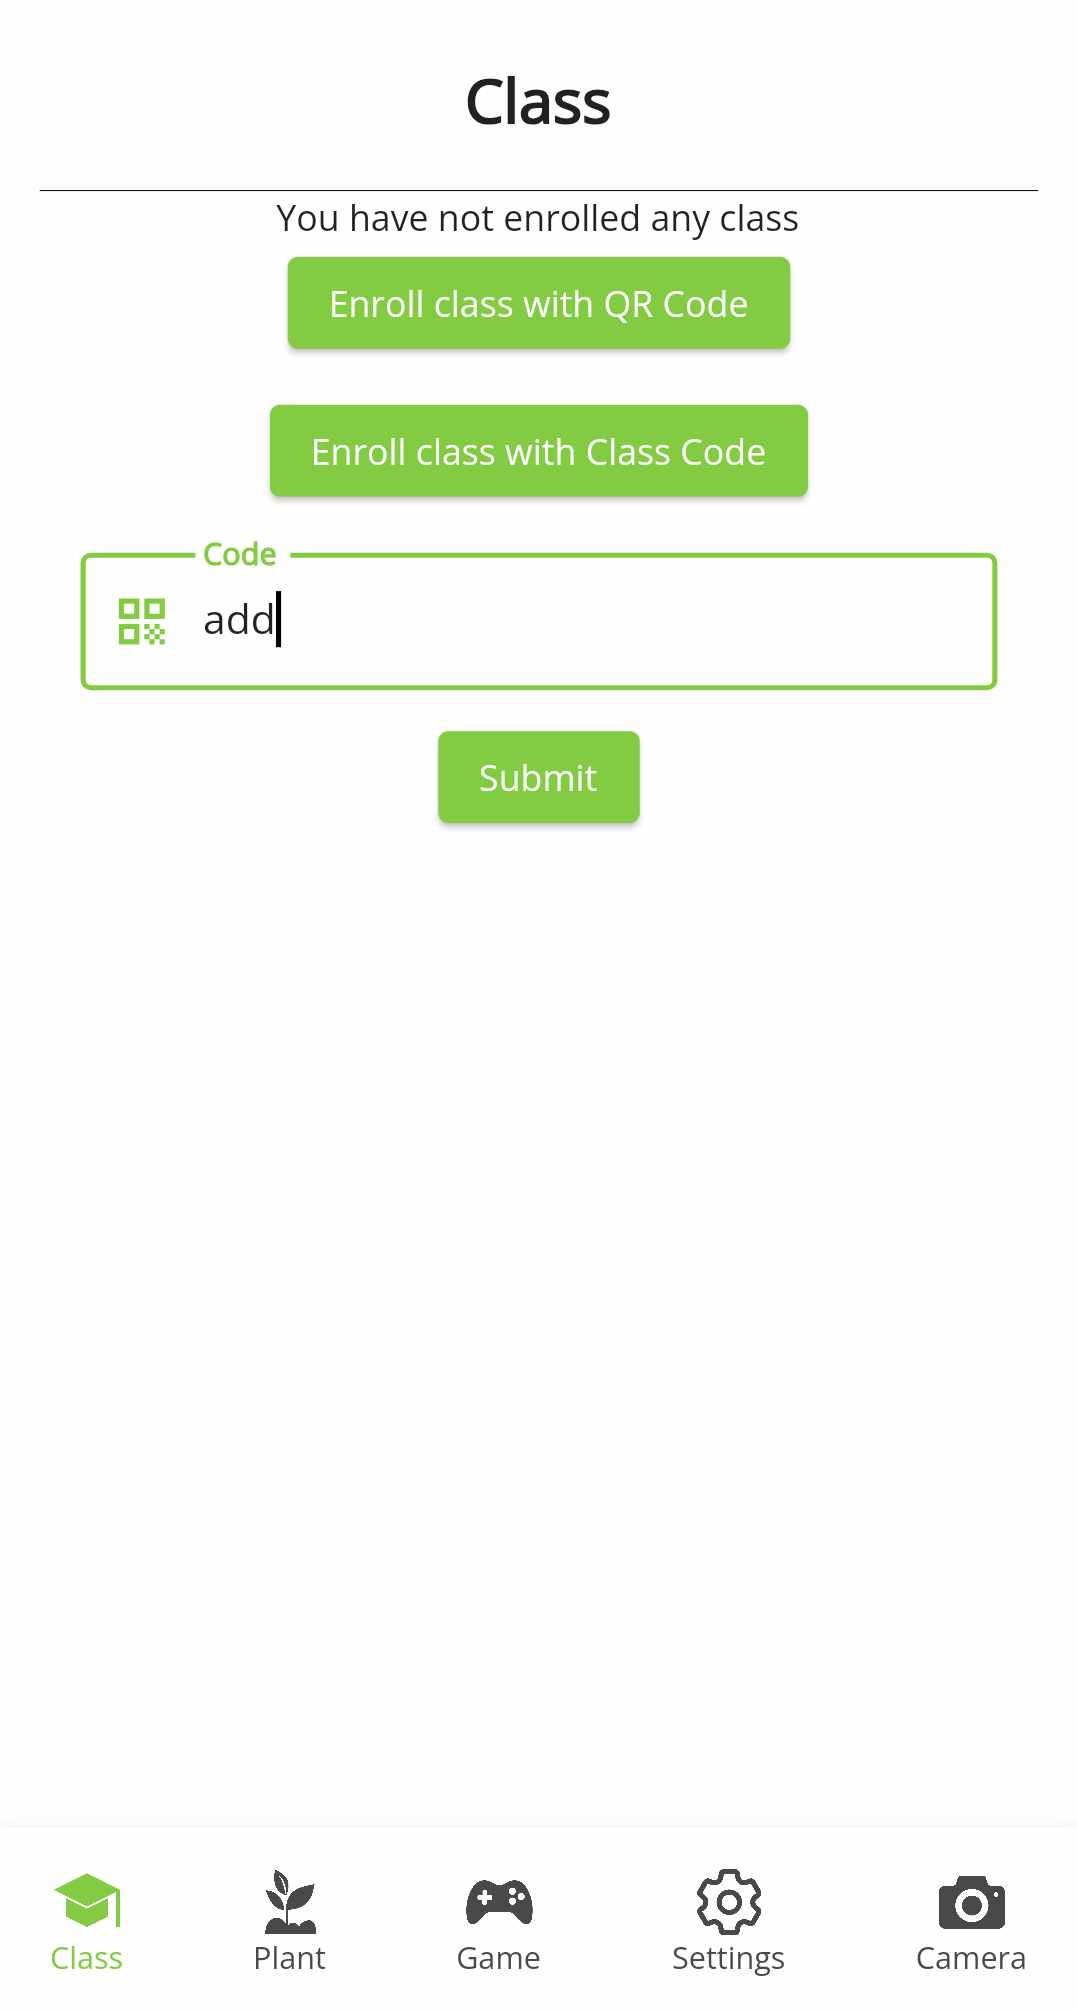 Class
You have not enrolled any class
Enroll class with QR Code
Enroll class with Class Code
Code
add
Submit
Class Plant Game Settings Camera